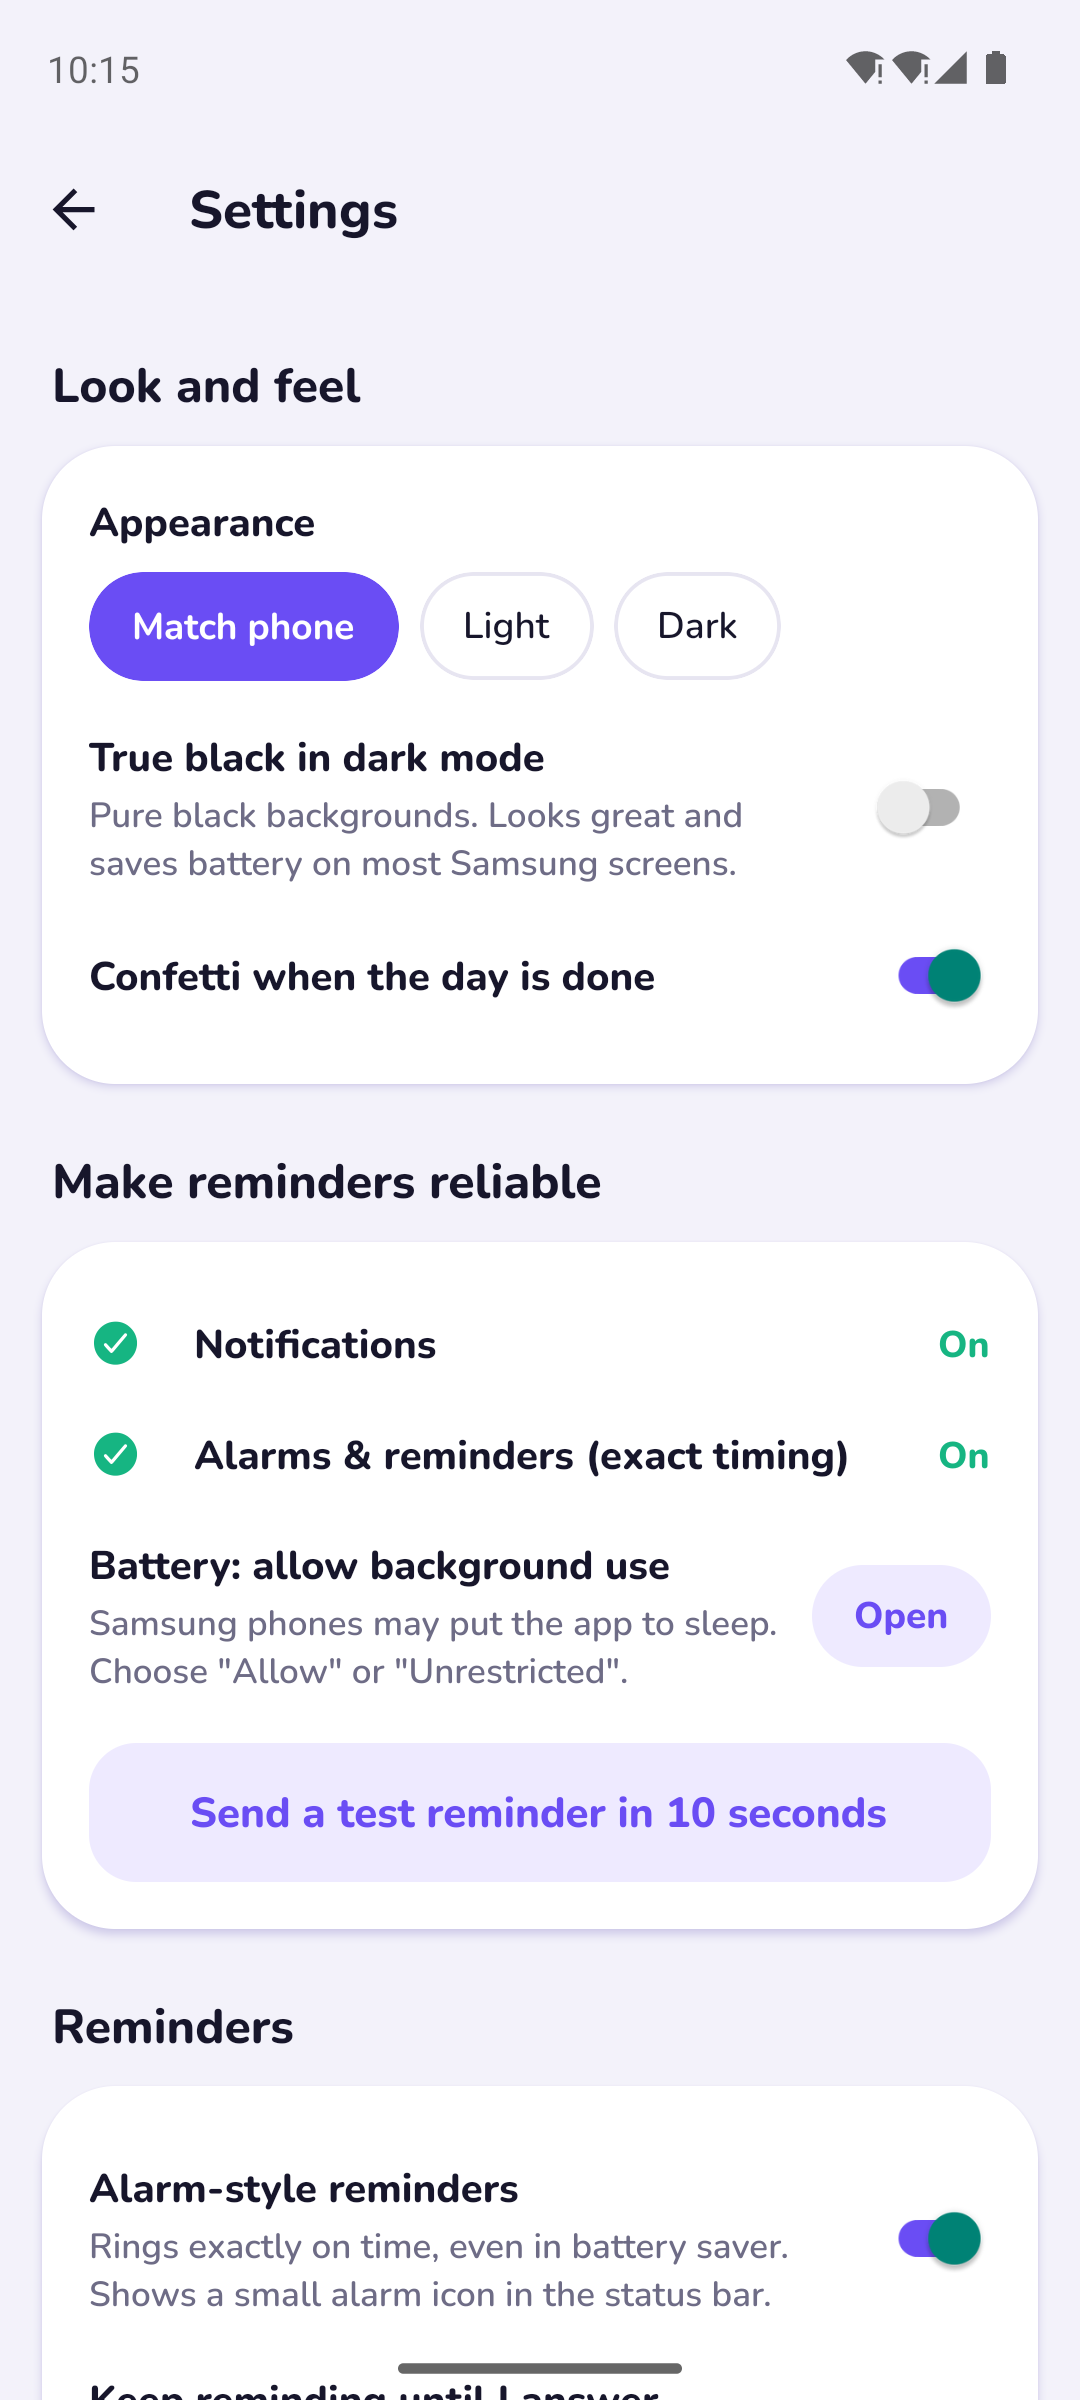 10:15
Settings
Look and feel
Appearance
Match phone
Light
Dark
True black in dark mode
Pure black backgrounds. Looks great and
saves battery on most Samsung screens.
Confetti when the day is done
Make reminders reliable
Notifications
On
Alarms & reminders (exact timing)
On
Battery: allow background use
Samsung phones may put the app to sleep.
Choose "Allow" or "Unrestricted".
Open
Send a test reminder in 10 seconds
Reminders
Alarm-style reminders
Rings exactly on time, even in battery saver.
Shows a small alarm icon in the status bar.
Keep reminding until I answer